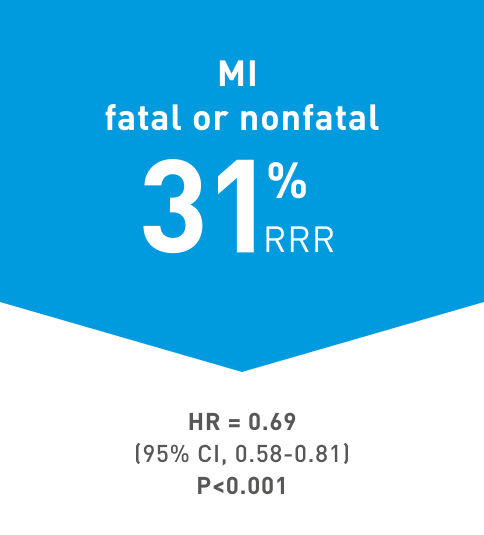 MI
fatal or nonfatal
31%
RRR
HR = 0.69
(95% CI, 0.58-0.81)
P<0.001